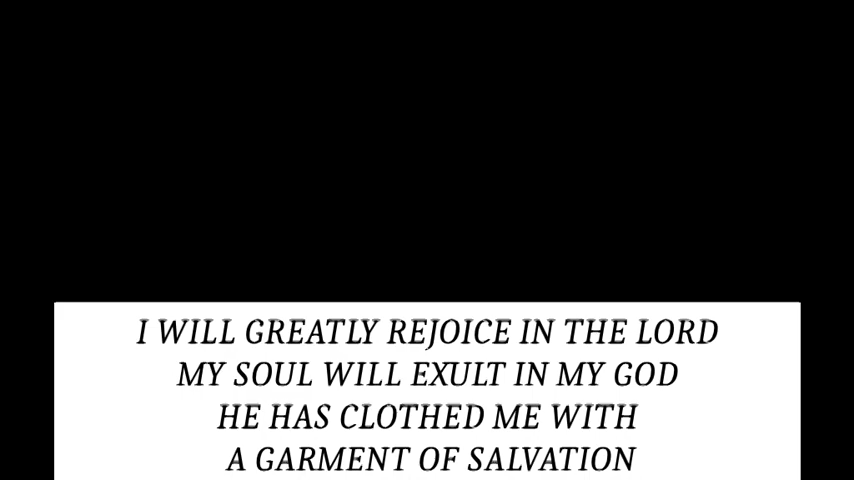 I WILL GREATLY REJOICE IN THE LORD
MY SOUL WILL EXULT IN MY GOD
HE HAS CLOTHED ME WITH
A GARMENT OF SALVATION